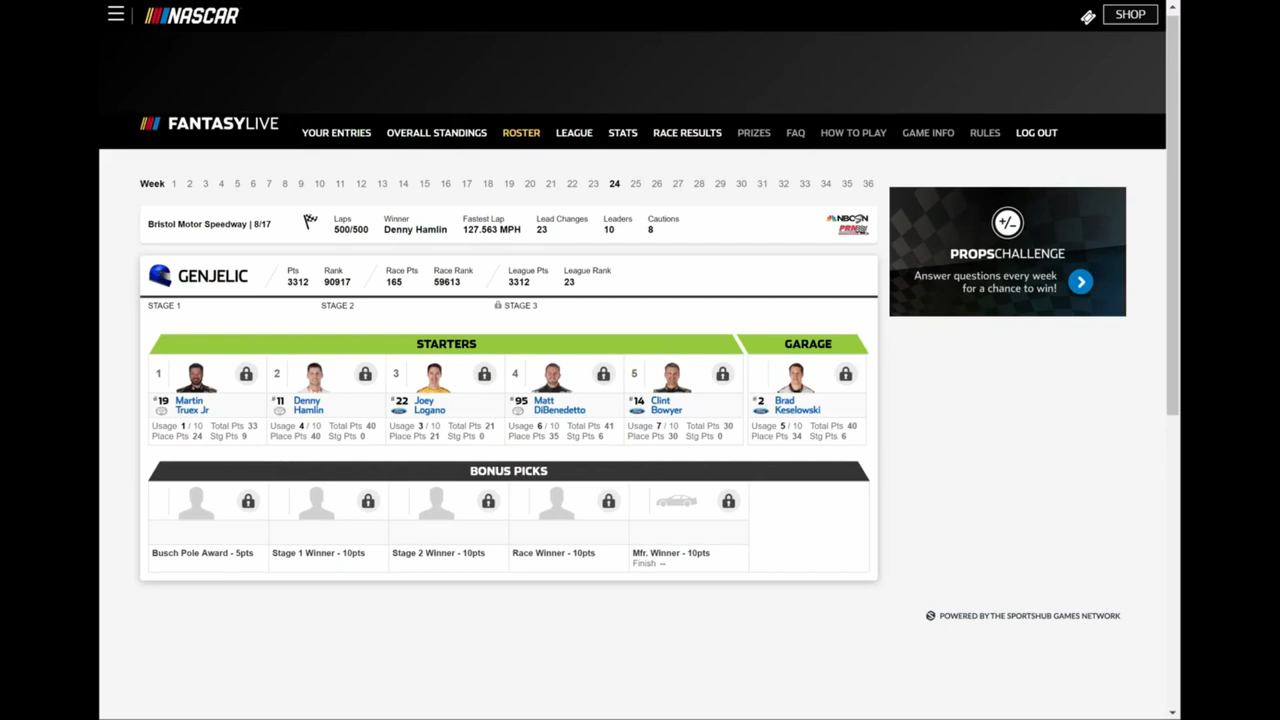 NASCAR
SHOP
FANTASYLIVE
YOUR ENTRIES OVERALL STANDINGS ROSTER LEAGUE STATS RACE RESULTS PRIZES FAQ HOW TO PLAY GAME INFO RULES LOG OUT
Week 1 2 3 4 5 6 7 8 9 10 11 12 13 14 15 16 17 18 19 20 21 22 23 24 25 26 27 28 29 30 31 32 33 34 35 36
Bristol Motor Speedway | 8/17
Laps Winner Fastest Lap Lead Changes Leaders Cautions
500/500 Denny Hamlin 127.563 MPH 23 10 8
NBCSN
PRN
PROPSCHALLENGE
Answer questions every week
for a chance to win!
GENJELIC
Pts Rank Race Pts Race Rank League Pts League Rank
3312 90917 165 59613 3312 23
STAGE 1 STAGE 2 STAGE 3
STARTERS GARAGE
1 2 3 4 5
#19 Martin Truex Jr
#11 Denny Hamlin
#22 Joey Logano
#95 Matt DiBenedetto
#14 Clint Bowyer
#2 Brad Keselowski
Usage 1 / 10 Total Pts 33 Usage 4 / 10 Total Pts 40 Usage 3 / 10 Total Pts 21 Usage 6 / 10 Total Pts 41 Usage 7 / 10 Total Pts 30 Usage 5 / 10 Total Pts 40
Place Pts 24 Stg Pts 9 Place Pts 40 Stg Pts 0 Place Pts 21 Stg Pts 0 Place Pts 35 Stg Pts 6 Place Pts 30 Stg Pts 0 Place Pts 34 Stg Pts 6
BONUS PICKS
Busch Pole Award - 5pts Stage 1 Winner - 10pts Stage 2 Winner - 10pts Race Winner - 10pts Mfr. Winner - 10pts
Finish --
POWERED BY THE SPORTSHUB GAMES NETWORK